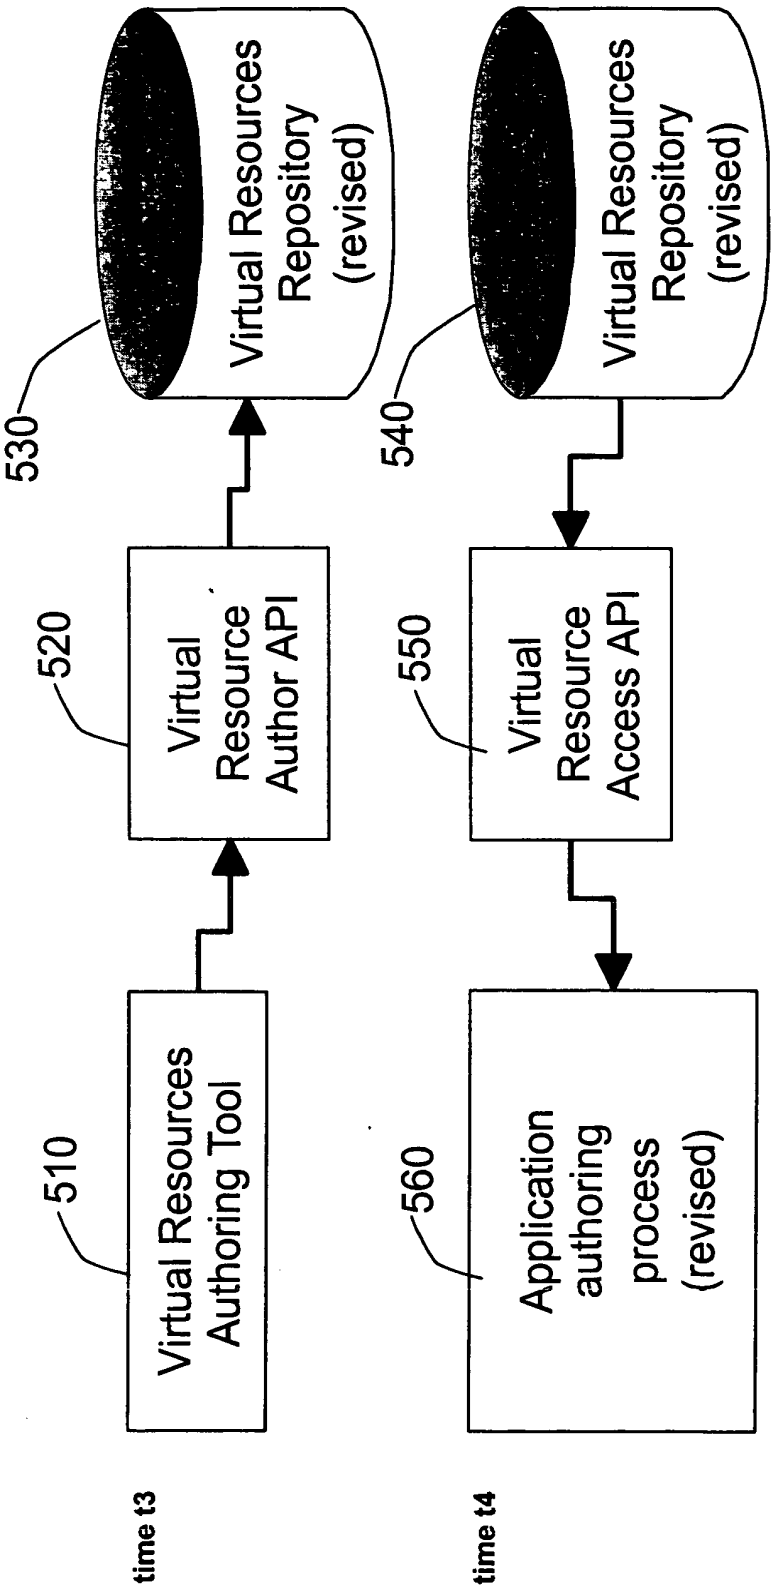 time t3
510
Virtual Resources
Authoring Tool
520
Virtual
Resource
Author API
530
Virtual Resources
Repository
(revised)
time t4
560
Application
authoring
process
(revised)
550
Virtual
Resource
Access API
540
Virtual Resources
Repository
(revised)